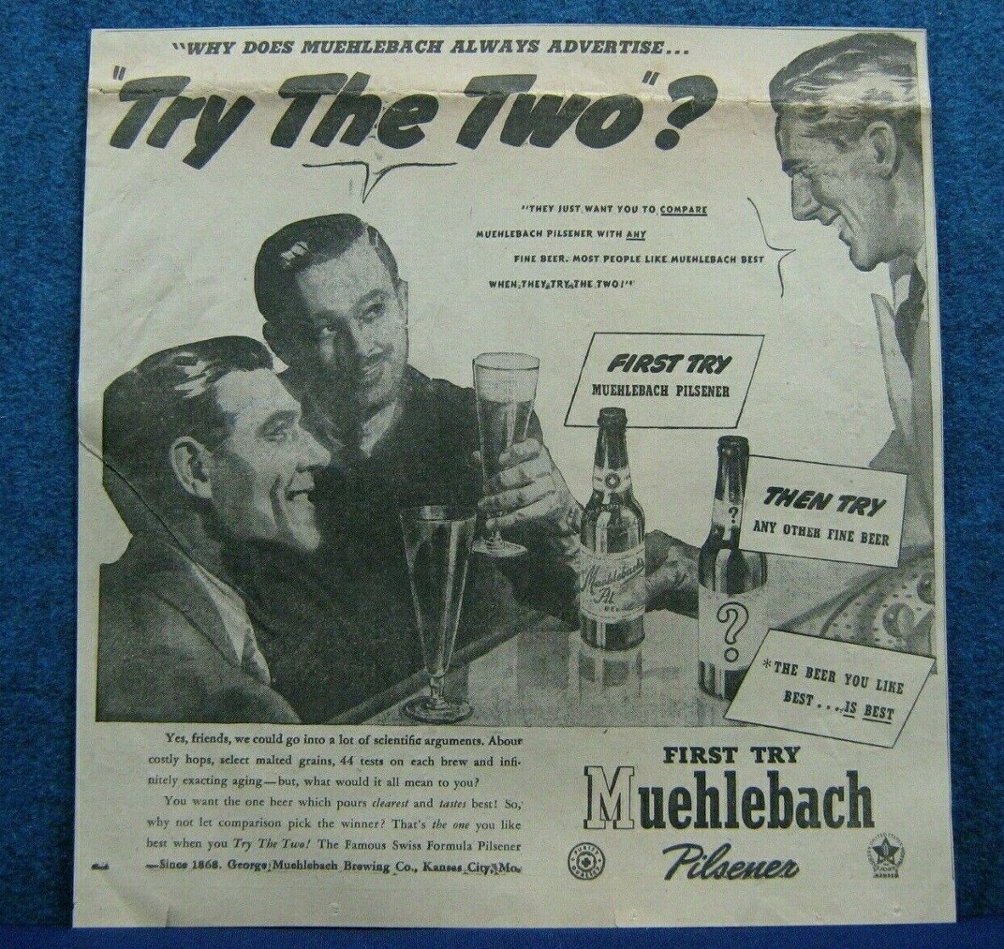 "WHY DOES MUEHLEBACH ALWAYS ADVERTISE...
"Try The Two"?
"THEY JUST WANT YOU TO COMPARE
MUEHLEBACH PILSENER WITH ANY
FINE BEER. MOST PEOPLE LIKE MUEHLEBACH BEST
WHEN THEY TRY THE TWO!"
FIRST TRY
MUEHLEBACH PILSENER
THEN TRY
ANY OTHER FINE BEER
?
Muehlebach's
Pil
BEER
?
*THE BEER YOU LIKE
BEST....IS BEST
Yes, friends, we could go into a lot of scientific arguments. About
costly hops, select malted grains, 44 tests on each brew and infi-
nitely exacting aging—but, what would it all mean to you?
You want the one beer which pours clearest and tastes best! So,
why not let comparison pick the winner? That's the one you like
best when you Try The Two! The Famous Swiss Formula Pilsener
—Since 1868. George Muehlebach Brewing Co., Kansas City, Mo.
FIRST TRY
Muehlebach
Pilsener